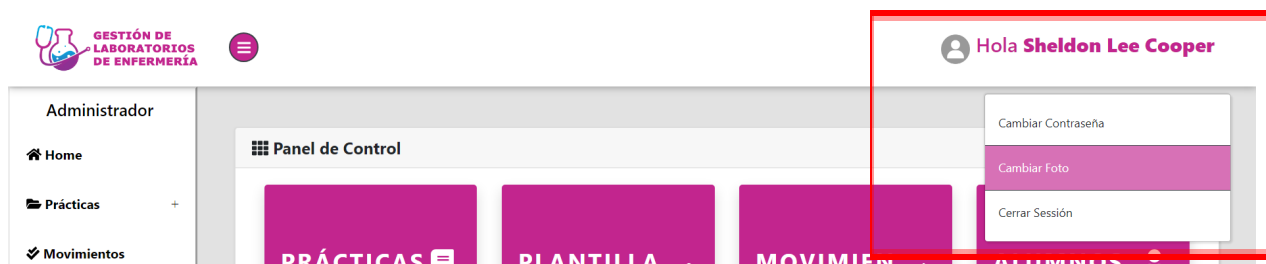 GESTIÓN DE
LABORATORIOS
DE ENFERMERÍA
Hola Sheldon Lee Cooper
Administrador
Home
Prácticas +
Movimientos
Panel de Control
PRÁCTICAS
PLANTILLA
MOVIMIEN
ALUMNOS
Cambiar Contraseña
Cambiar Foto
Cerrar Sessión